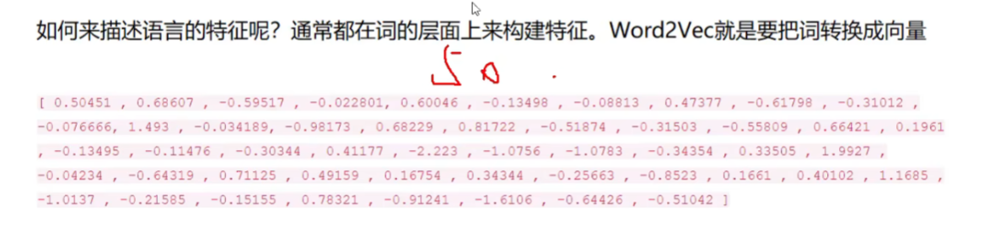 如何来描述语言的特征呢？通常都在词的层面上来构建特征。Word2Vec就是要把词转换成向量
50
[ 0.50451 , 0.68607 , -0.59517 , -0.022801, 0.60046 , -0.13498 , -0.08813 , 0.47377 , -0.61798 , -0.31012 ,
-0.076666, 1.493 , -0.034189, -0.98173 , 0.68229 , 0.81722 , -0.51874 , -0.31503 , -0.55809 , 0.66421 , 0.1961
, -0.13495 , -0.11476 , -0.30344 , 0.41177 , -2.223 , -1.0756 , -1.0783 , -0.34354 , 0.33505 , 1.9927 ,
-0.04234 , -0.64319 , 0.71125 , 0.49159 , 0.16754 , 0.34344 , -0.25663 , -0.8523 , 0.1661 , 0.40102 , 1.1685 ,
-1.0137 , -0.21585 , -0.15155 , 0.78321 , -0.91241 , -1.6106 , -0.64426 , -0.51042 ]